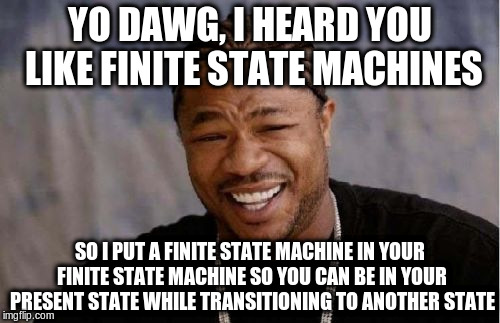 YO DAWG, I HEARD YOU
LIKE FINITE STATE MACHINES
SO I PUT A FINITE STATE MACHINE IN YOUR
FINITE STATE MACHINE SO YOU CAN BE IN YOUR
PRESENT STATE WHILE TRANSITIONING TO ANOTHER STATE
imgflip.com